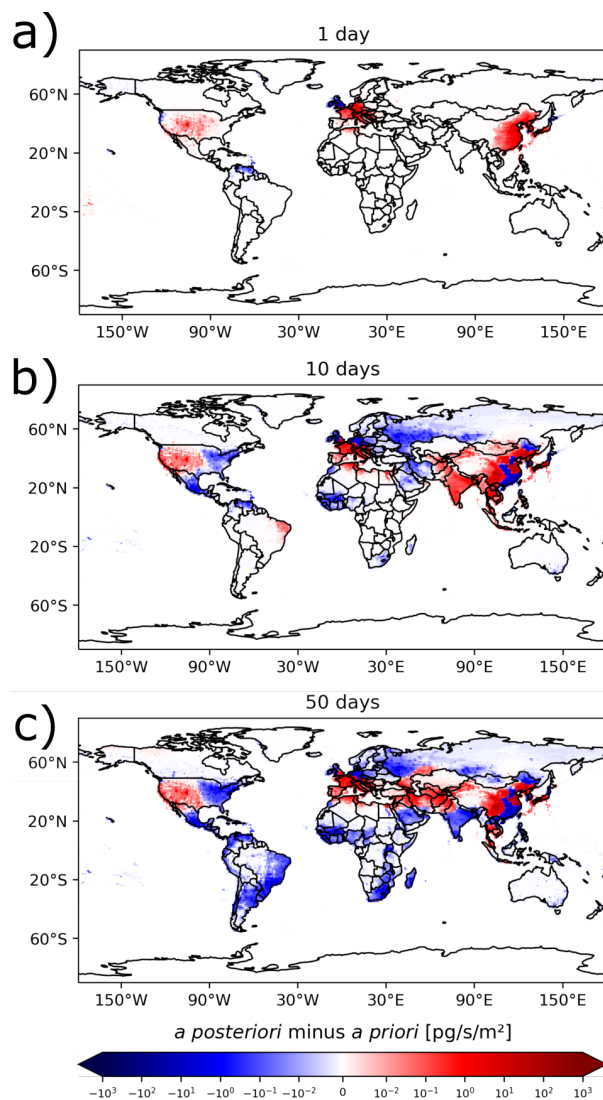 a)
1 day
60°N
20°N
20°S
60°S
150°W 90°W 30°W 30°E 90°E 150°E
b)
10 days
60°N
20°N
20°S
60°S
150°W 90°W 30°W 30°E 90°E 150°E
c)
50 days
60°N
20°N
20°S
60°S
150°W 90°W 30°W 30°E 90°E 150°E
a posteriori minus a priori [pg/s/m²]
−10³ −10² −10¹ −10⁰ −10⁻¹ −10⁻² 0 10⁻² 10⁻¹ 10⁰ 10¹ 10² 10³